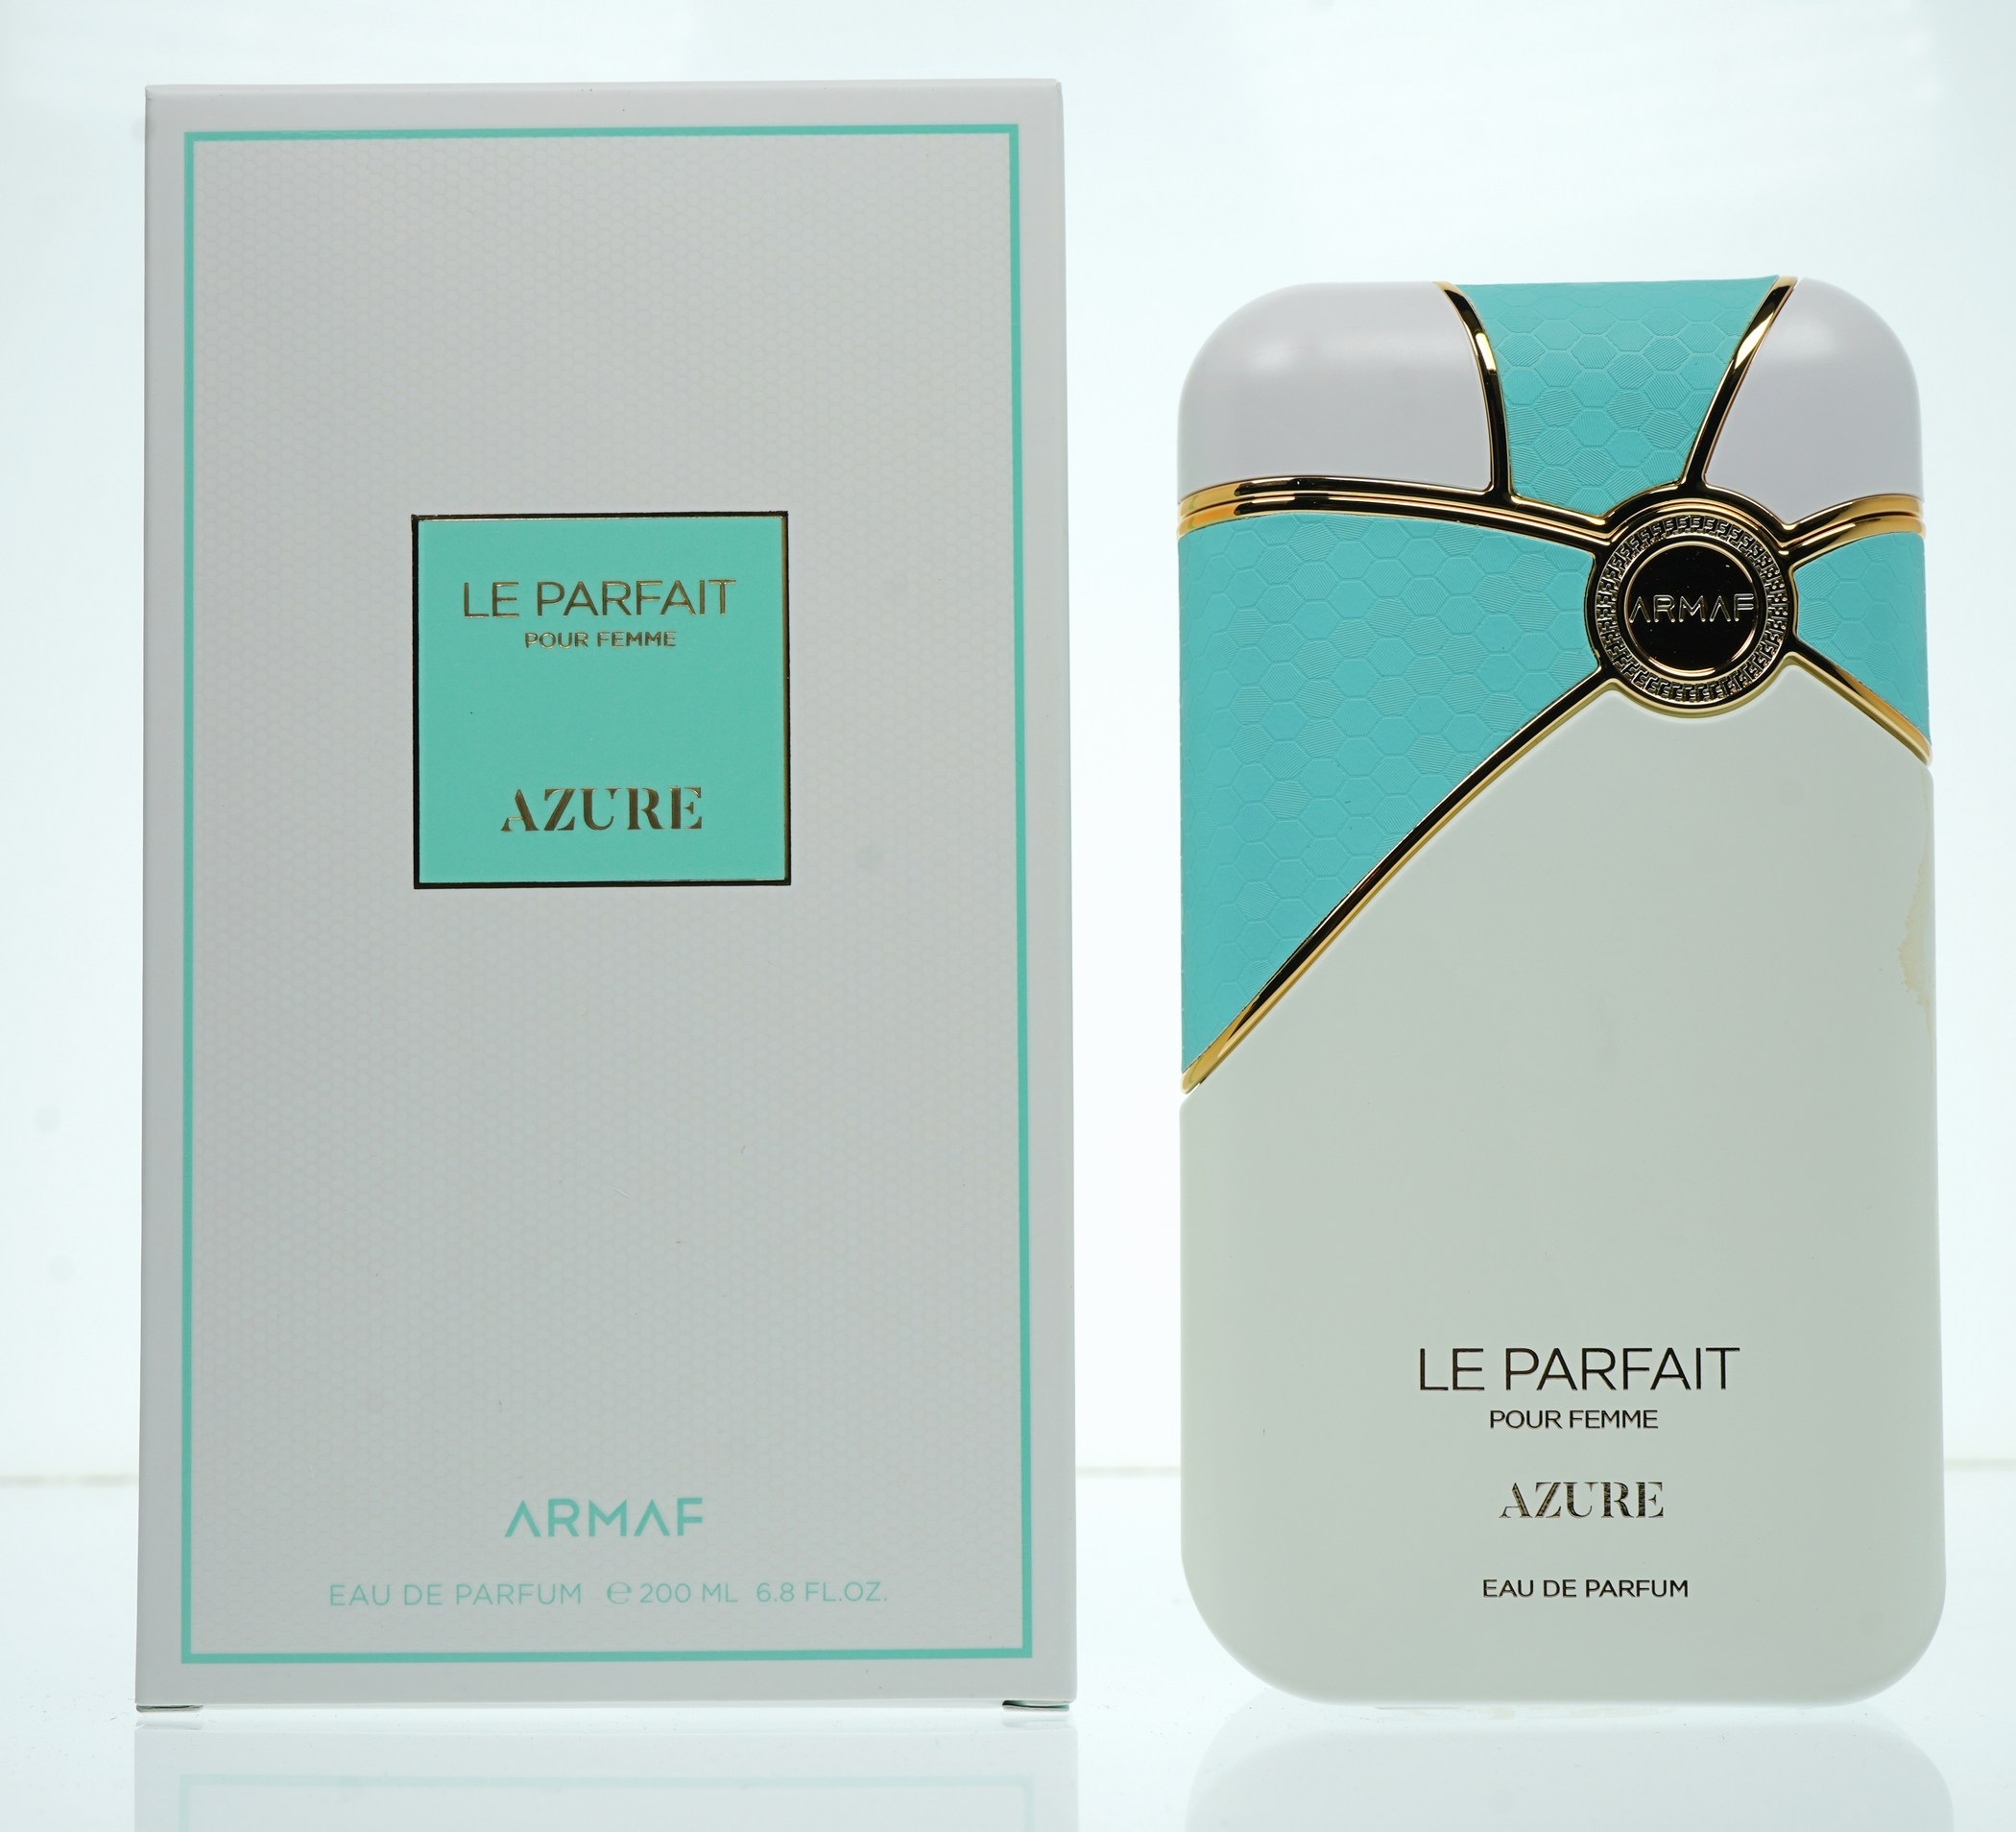 LE PARFAIT
POUR FEMME
AZURE
ARMAF
EAU DE PARFUM ℮ 200 ML 6.8 FL.OZ.
ARMAF
LE PARFAIT
POUR FEMME
AZURE
EAU DE PARFUM